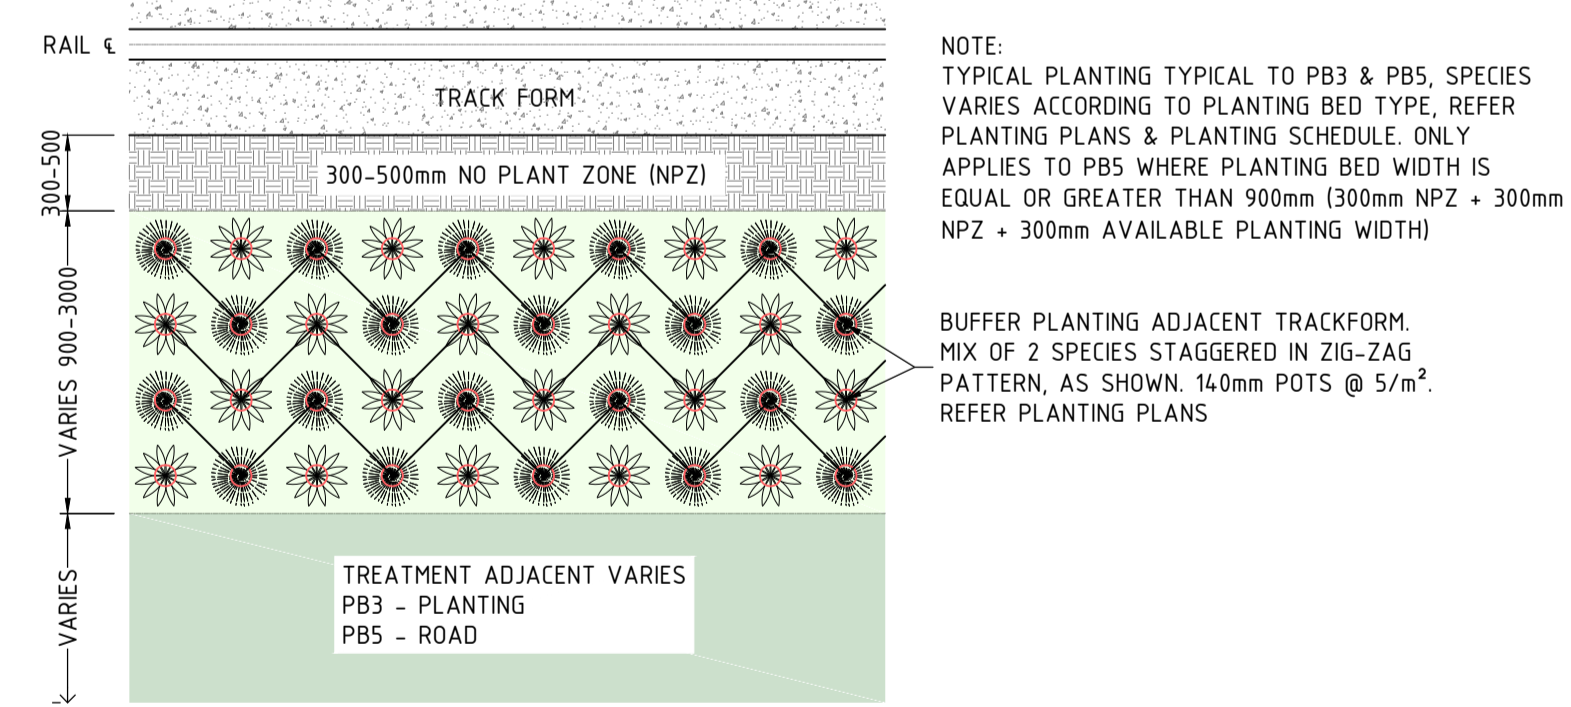 RAIL ℄
TRACK FORM
300-500
300-500mm NO PLANT ZONE (NPZ)
VARIES 900-3000
VARIES
TREATMENT ADJACENT VARIES
PB3 - PLANTING
PB5 - ROAD
NOTE:
TYPICAL PLANTING TYPICAL TO PB3 & PB5, SPECIES
VARIES ACCORDING TO PLANTING BED TYPE, REFER
PLANTING PLANS & PLANTING SCHEDULE. ONLY
APPLIES TO PB5 WHERE PLANTING BED WIDTH IS
EQUAL OR GREATER THAN 900mm (300mm NPZ + 300mm
NPZ + 300mm AVAILABLE PLANTING WIDTH)
BUFFER PLANTING ADJACENT TRACKFORM.
MIX OF 2 SPECIES STAGGERED IN ZIG-ZAG
PATTERN, AS SHOWN. 140mm POTS @ 5/m².
REFER PLANTING PLANS